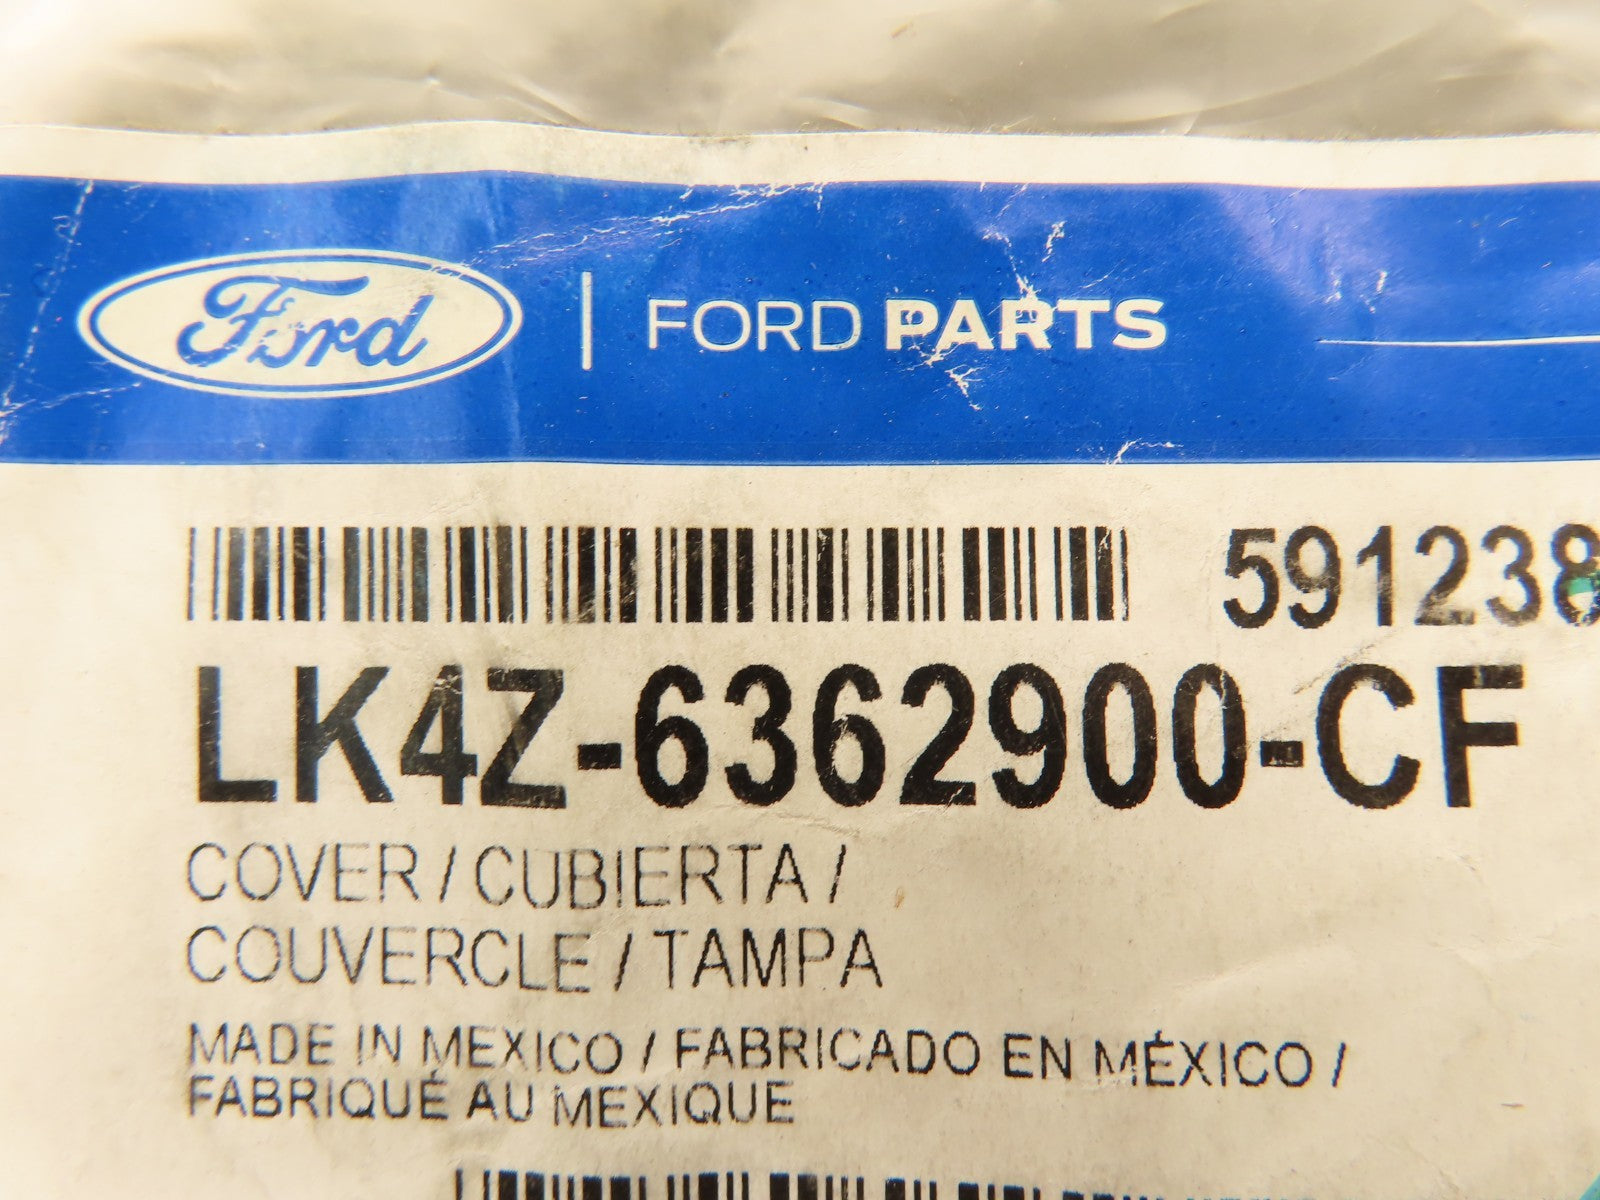 Ford | FORD PARTS
591238
LK4Z-6362900-CF
COVER / CUBIERTA /
COUVERCLE / TAMPA
MADE IN MEXICO / FABRICADO EN MÉXICO /
FABRIQUÉ AU MEXIQUE